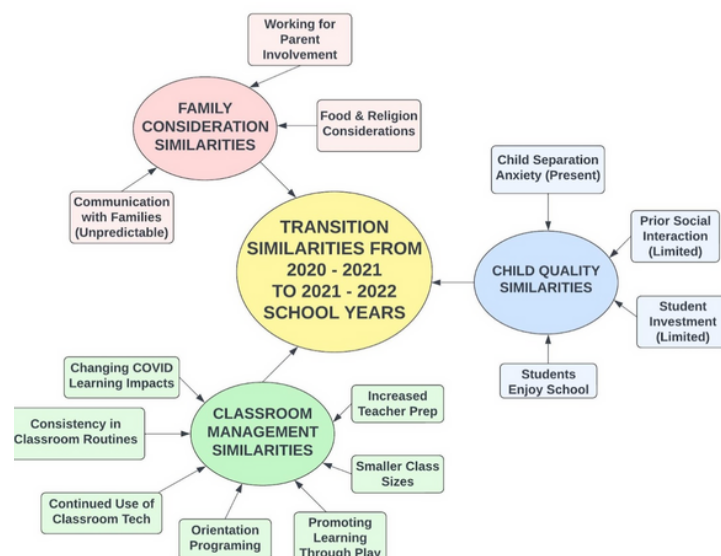 Working for
Parent
Involvement
FAMILY
CONSIDERATION
SIMILARITIES
Food & Religion
Considerations
Communication
with Families
(Unpredictable)
TRANSITION
SIMILARITIES FROM
2020 - 2021
TO 2021 - 2022
SCHOOL YEARS
Child Separation
Anxiety (Present)
Prior Social
Interaction
(Limited)
CHILD QUALITY
SIMILARITIES
Student
Investment
(Limited)
Students
Enjoy School
Changing COVID
Learning Impacts
Increased
Teacher Prep
Consistency in
Classroom Routines
CLASSROOM
MANAGEMENT
SIMILARITIES
Smaller Class
Sizes
Continued Use of
Classroom Tech
Orientation
Programing
Promoting
Learning
Through Play